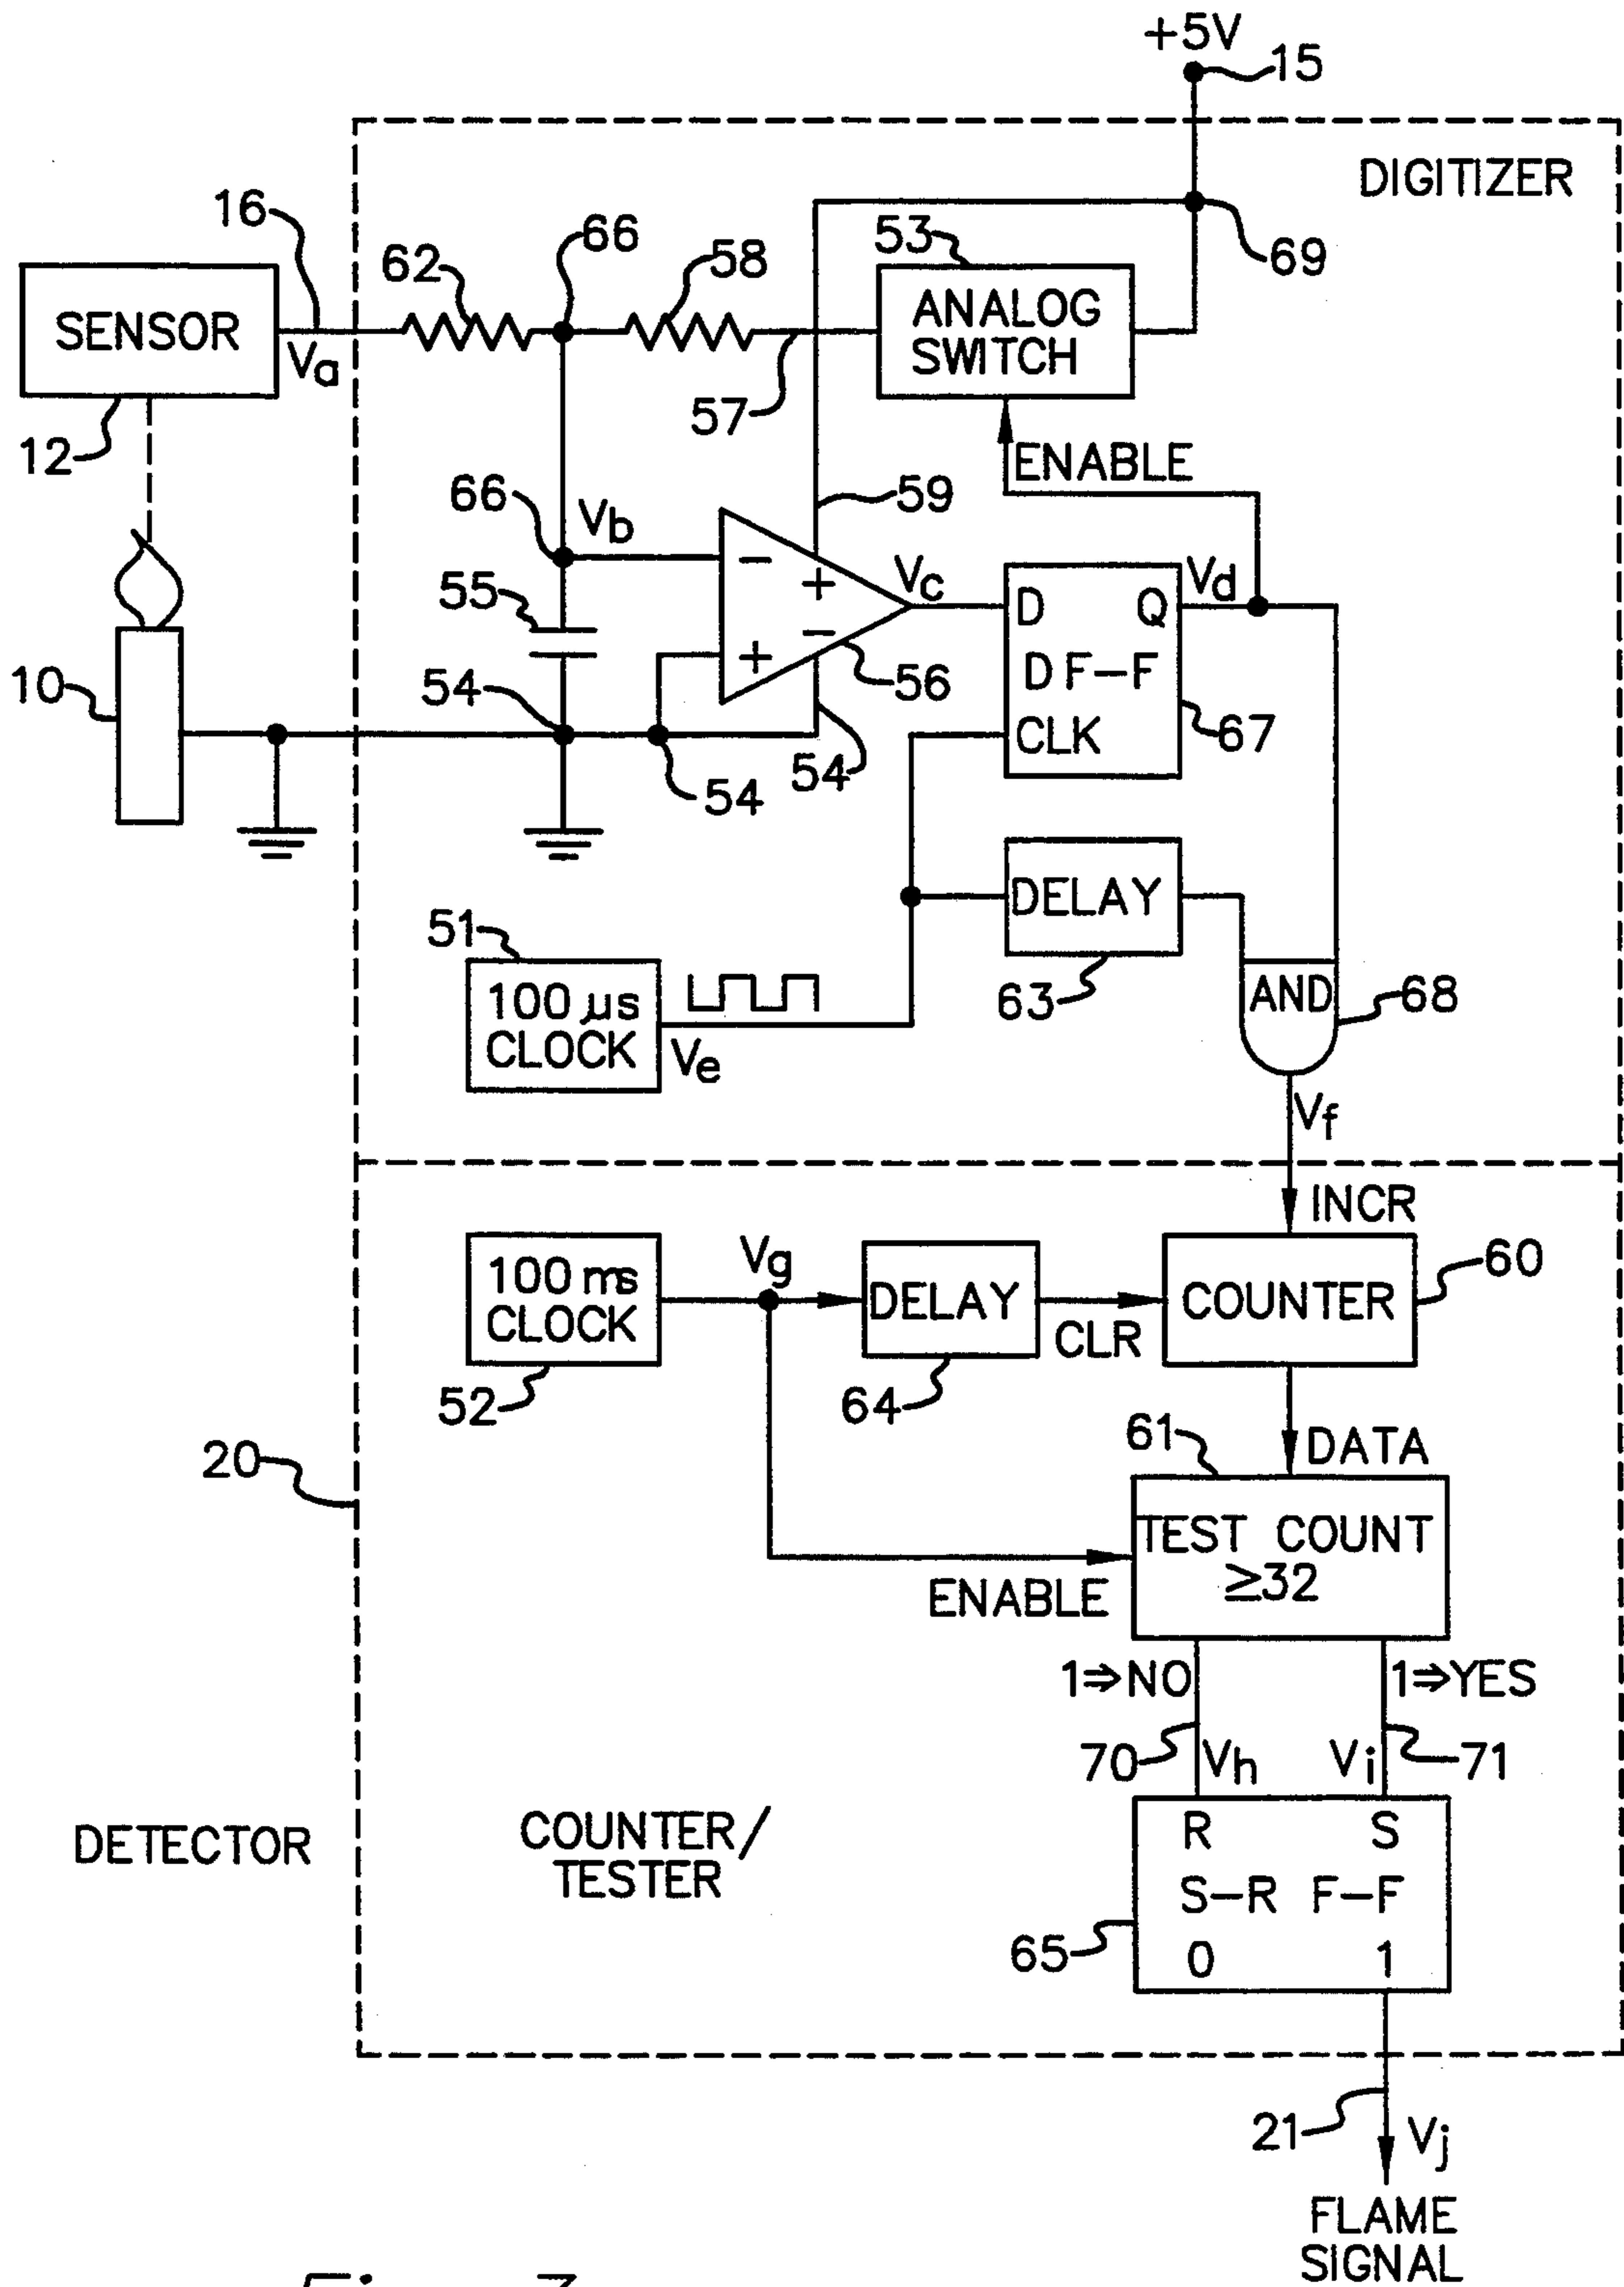 +5V
15
DIGITIZER
16
66
53
69
62
58
SENSOR
ANALOG
SWITCH
Va
57
12
ENABLE
59
66
Vb
−
+
Vc
Vd
55
D
Q
−
+
D F-F
10
54
56
CLK
67
54
54
DELAY
51
63
AND
68
100 µs
CLOCK
Ve
Vf
INCR
Vg
60
100 ms
CLOCK
DELAY
CLR
COUNTER
52
64
61
DATA
20
TEST COUNT
≥32
ENABLE
1⇒NO
1⇒YES
70
Vh
Vi
71
R
S
DETECTOR
COUNTER/
TESTER
S-R F-F
65
0
1
21
Vj
FLAME
SIGNAL